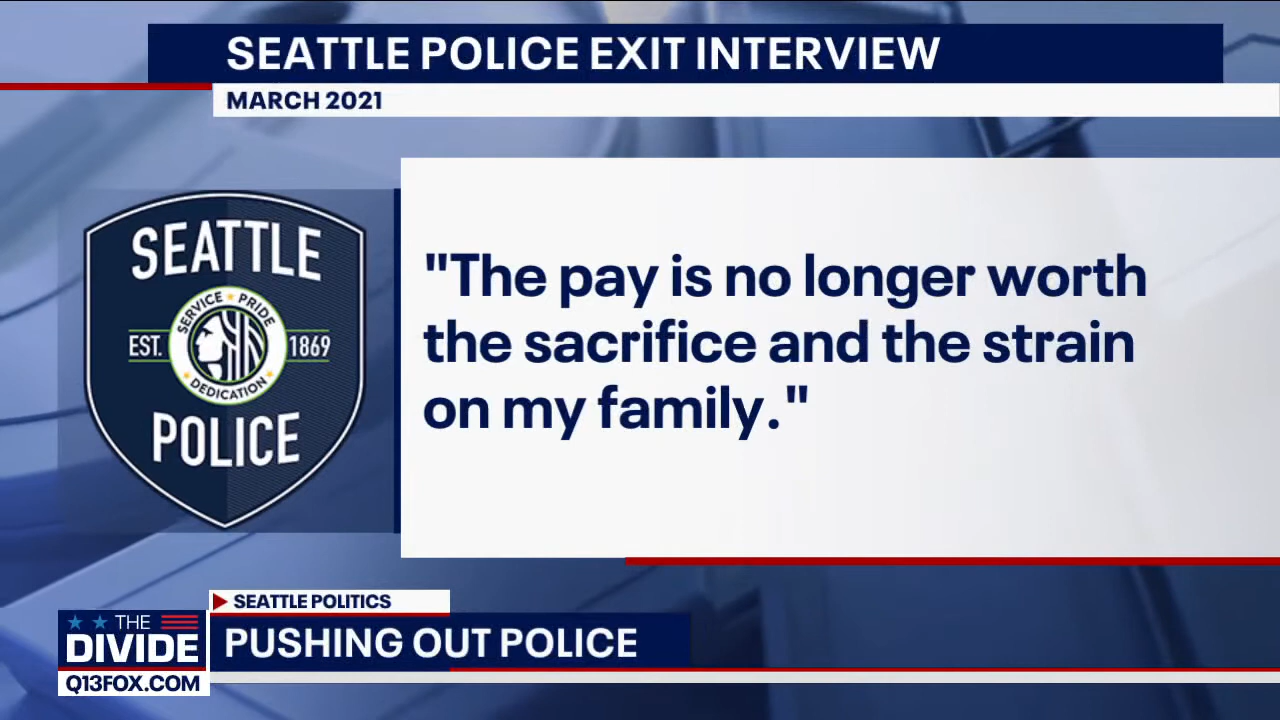 SEATTLE POLICE EXIT INTERVIEW
MARCH 2021
SEATTLE
SERVICE ★ PRIDE
EST. 1869
★ DEDICATION ★
POLICE
"The pay is no longer worth
the sacrifice and the strain
on my family."
SEATTLE POLITICS
THE
DIVIDE
PUSHING OUT POLICE
Q13FOX.COM